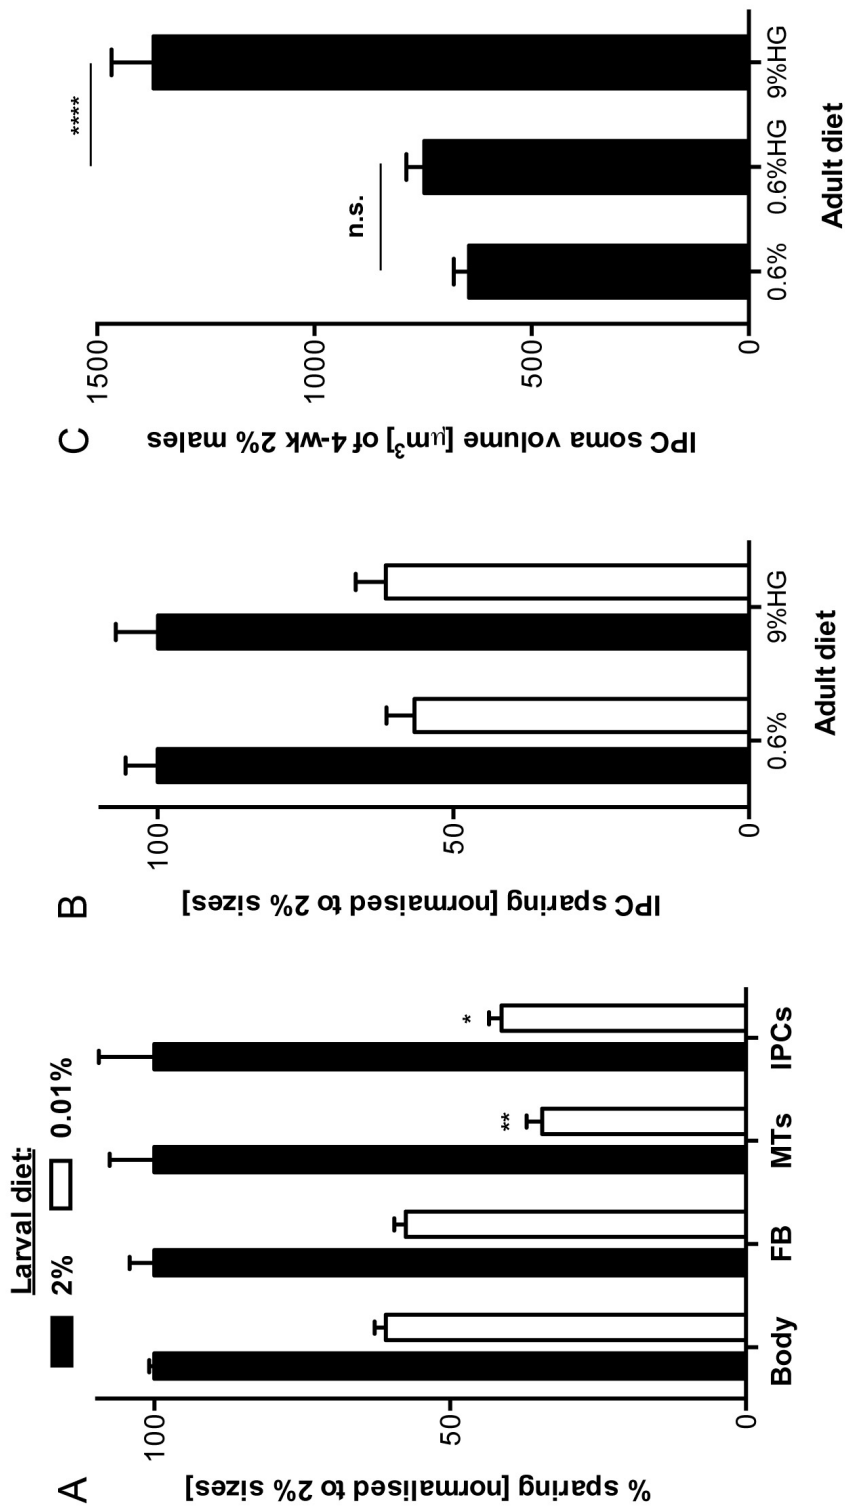 Larval diet:
2% 0.01%
A
% sparing [normalised to 2% sizes]
100
50
0
**
*
Body FB MTs IPCs
B
IPC sparing [normaised to 2% sizes]
100
50
0
0.6% 9%HG
Adult diet
C
IPC soma volume [μm³] of 4-wk 2% males
1500
1000
500
0
n.s.
****
0.6% 0.6%HG 9%HG
Adult diet